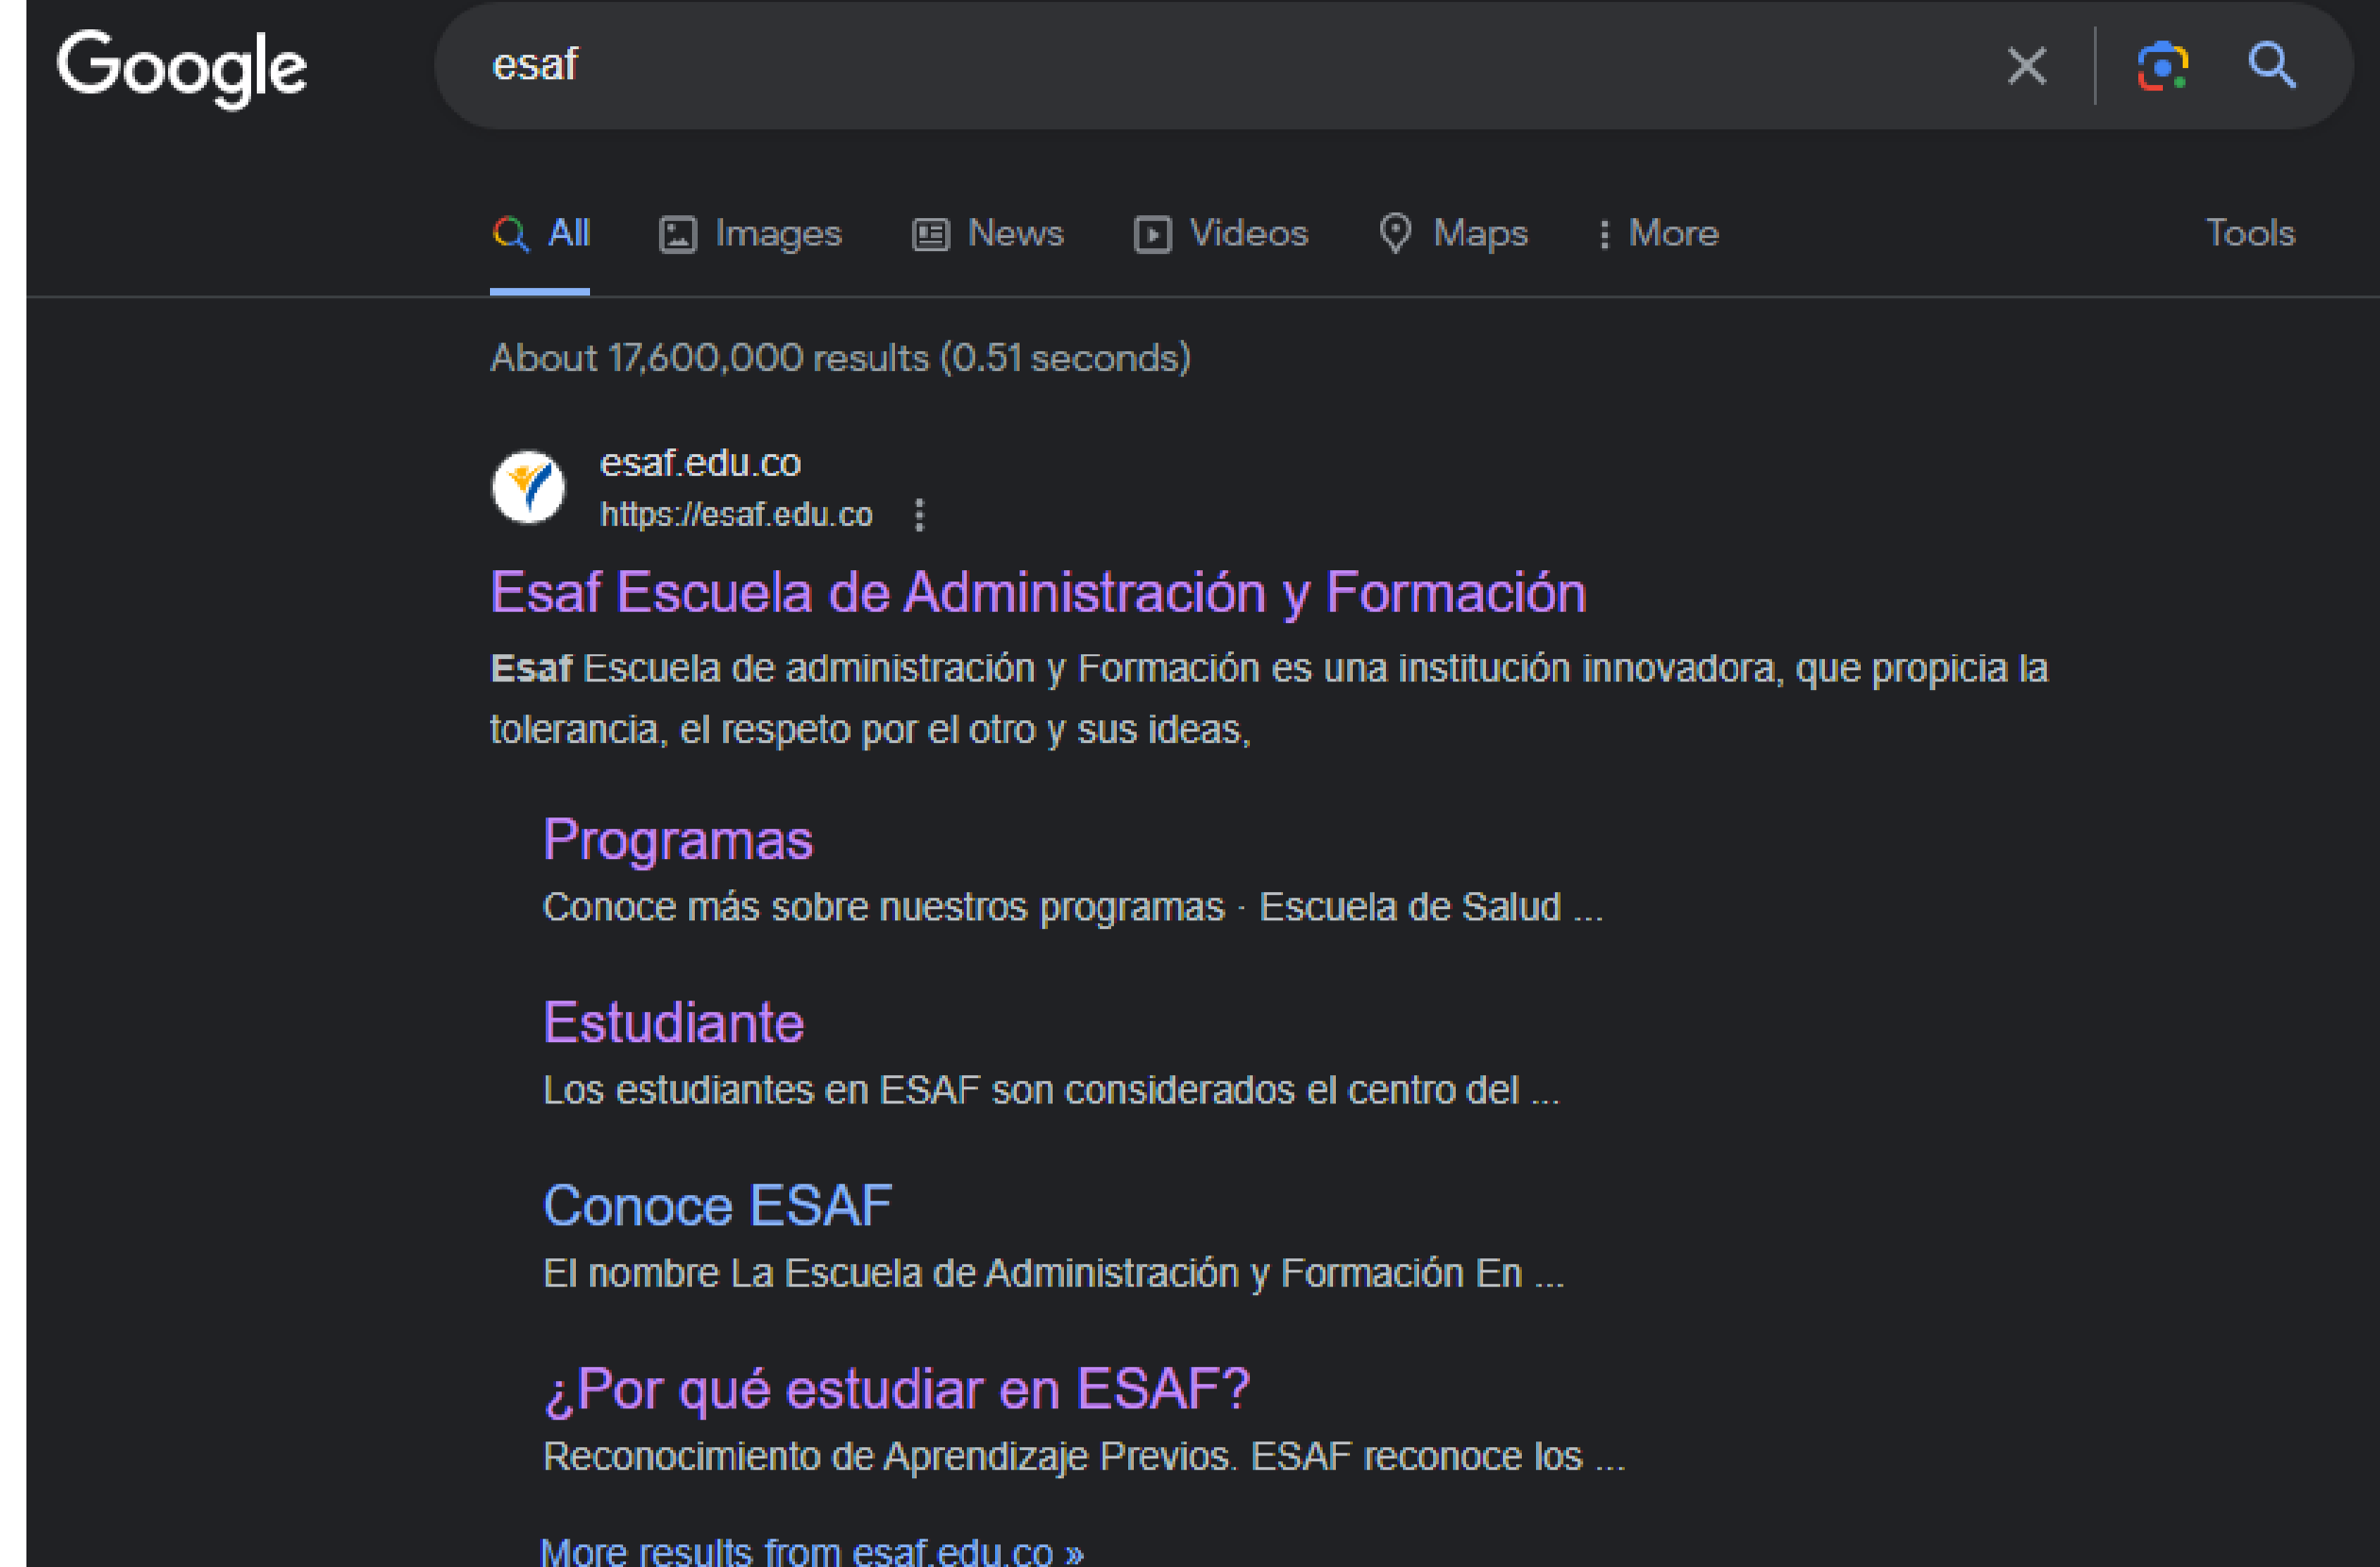 Google
esaf
All Images News Videos Maps More Tools
About 17,600,000 results (0.51 seconds)
esaf.edu.co
https://esaf.edu.co
Esaf Escuela de Administración y Formación
Esaf Escuela de administración y Formación es una institución innovadora, que propicia la
tolerancia, el respeto por el otro y sus ideas,
Programas
Conoce más sobre nuestros programas · Escuela de Salud ...
Estudiante
Los estudiantes en ESAF son considerados el centro del ...
Conoce ESAF
El nombre La Escuela de Administración y Formación En ...
¿Por qué estudiar en ESAF?
Reconocimiento de Aprendizaje Previos. ESAF reconoce los ...
More results from esaf.edu.co »